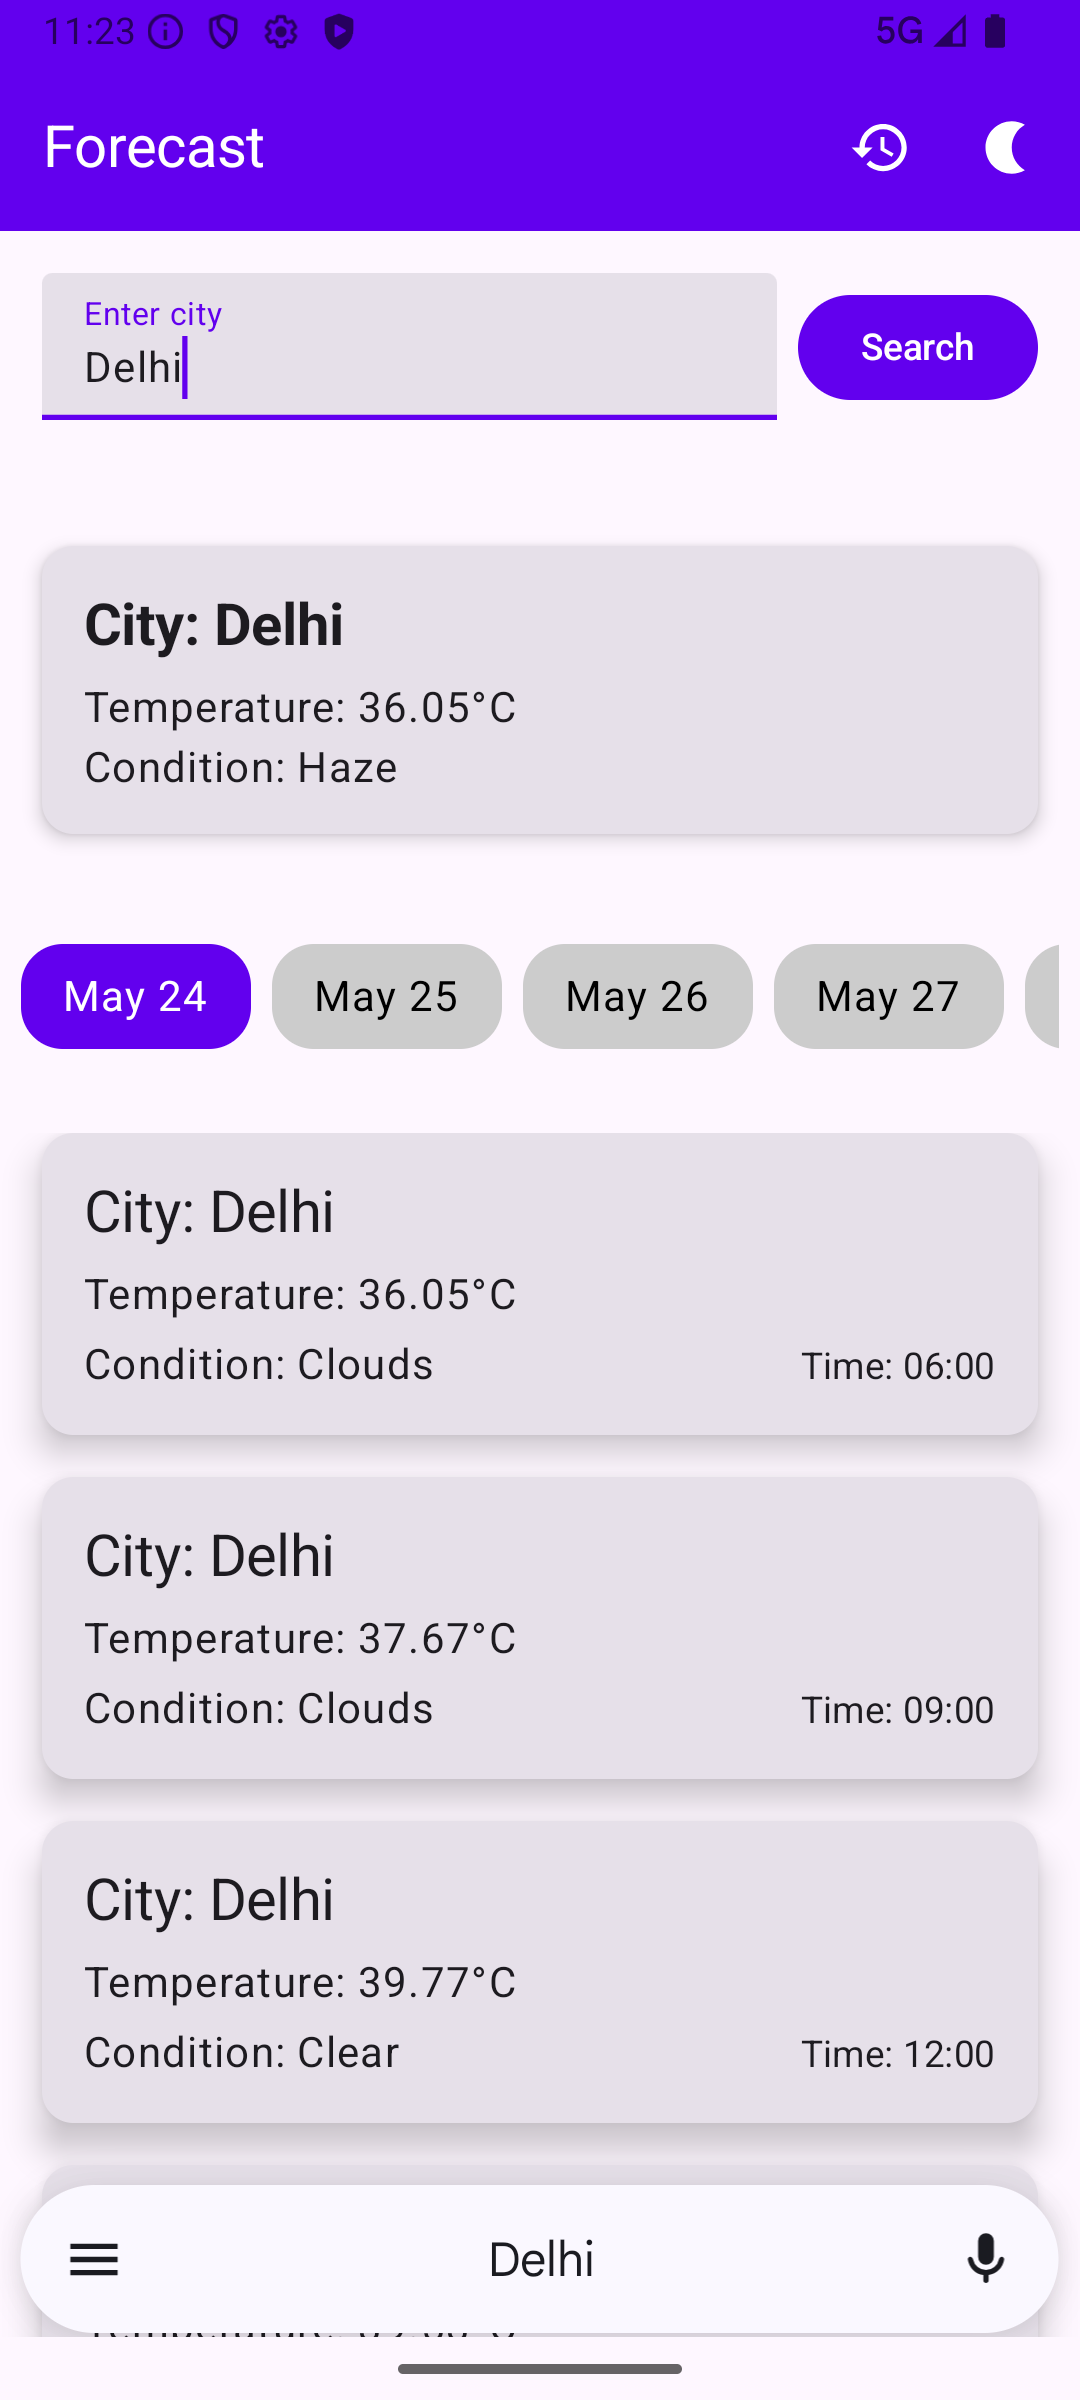 11:23
5G
Forecast
Enter city
Delhi
Search
City: Delhi
Temperature: 36.05°C
Condition: Haze
May 24
May 25
May 26
May 27
City: Delhi
Temperature: 36.05°C
Condition: Clouds
Time: 06:00
City: Delhi
Temperature: 37.67°C
Condition: Clouds
Time: 09:00
City: Delhi
Temperature: 39.77°C
Condition: Clear
Time: 12:00
Delhi